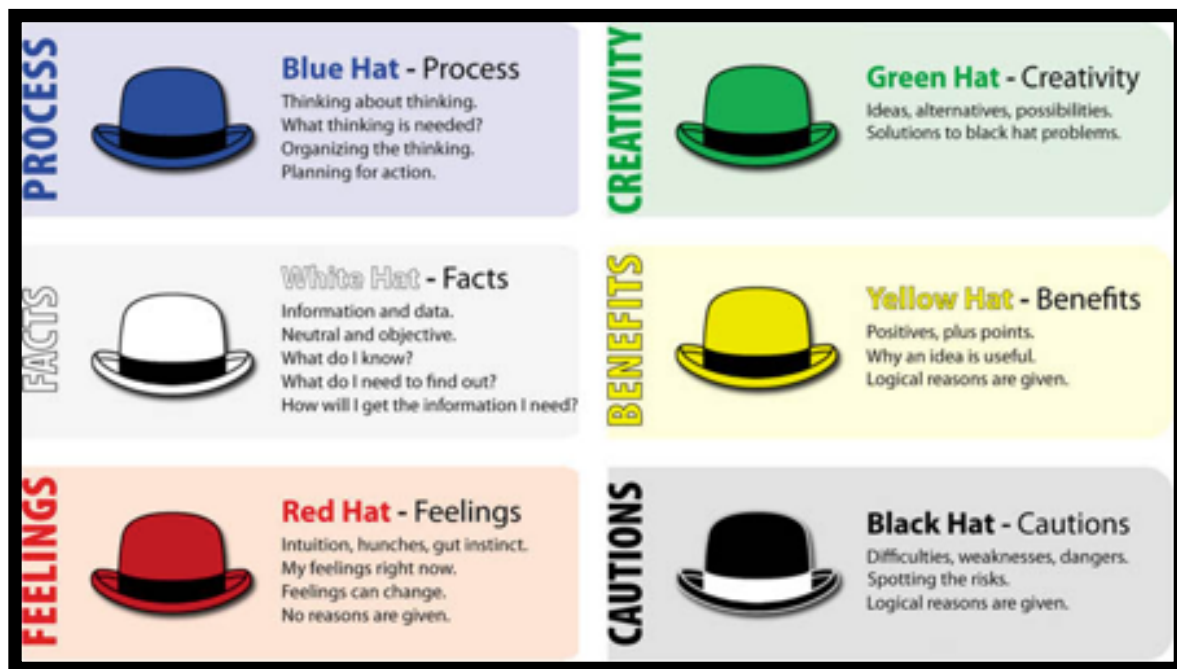 PROCESS
Blue Hat - Process
Thinking about thinking.
What thinking is needed?
Organizing the thinking.
Planning for action.
CREATIVITY
Green Hat - Creativity
Ideas, alternatives, possibilities.
Solutions to black hat problems.
FACTS
White Hat - Facts
Information and data.
Neutral and objective.
What do I know?
What do I need to find out?
How will I get the information I need?
BENEFITS
Yellow Hat - Benefits
Positives, plus points.
Why an idea is useful.
Logical reasons are given.
FEELINGS
Red Hat - Feelings
Intuition, hunches, gut instinct.
My feelings right now.
Feelings can change.
No reasons are given.
CAUTIONS
Black Hat - Cautions
Difficulties, weaknesses, dangers.
Spotting the risks.
Logical reasons are given.